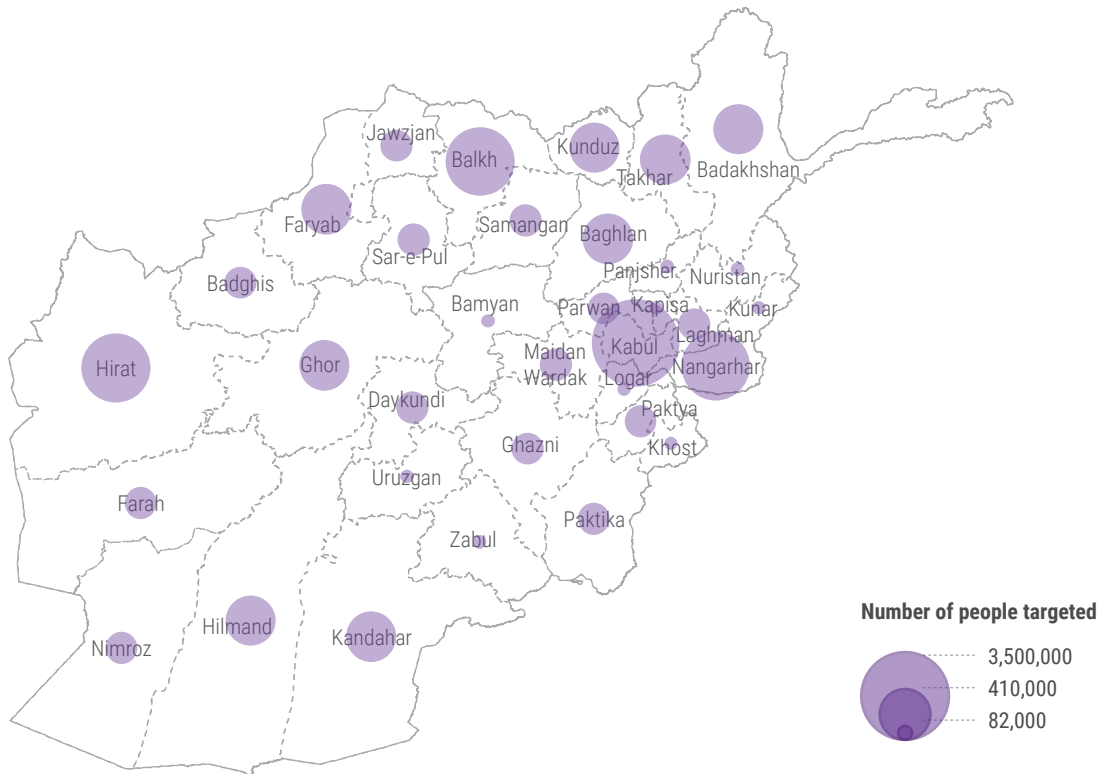 Jawzjan
Balkh
Kunduz
Takhar
Badakhshan
Faryab
Samangan
Baghlan
Sar-e-Pul
Badghis
Panjsher
Nuristan
Bamyan
Parwan
Kapisa
Kunar
Laghman
Kabul
Hirat
Ghor
Maidan
Wardak
Nangarhar
Logar
Daykundi
Paktya
Ghazni
Khost
Uruzgan
Farah
Paktika
Zabul
Hilmand
Kandahar
Nimroz
Number of people targeted
3,500,000
410,000
82,000